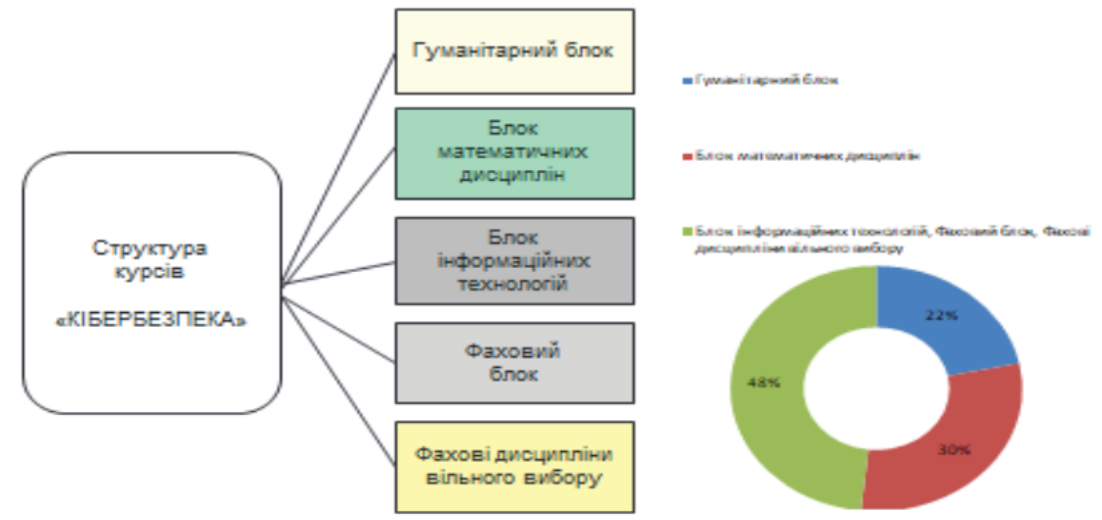 Структура
курсів
«КІБЕРБЕЗПЕКА»
Гуманітарний блок
Блок
математичних
дисциплін
Блок
інформаційних
технологій
Фаховий
блок
Фахові дисципліни
вільного вибору
Гуманітарний блок
Блок математичних дисциплін
Блок інформаційних технологій, Фаховий блок, Фахові
дисципліни вільного вибору
22%
48%
30%